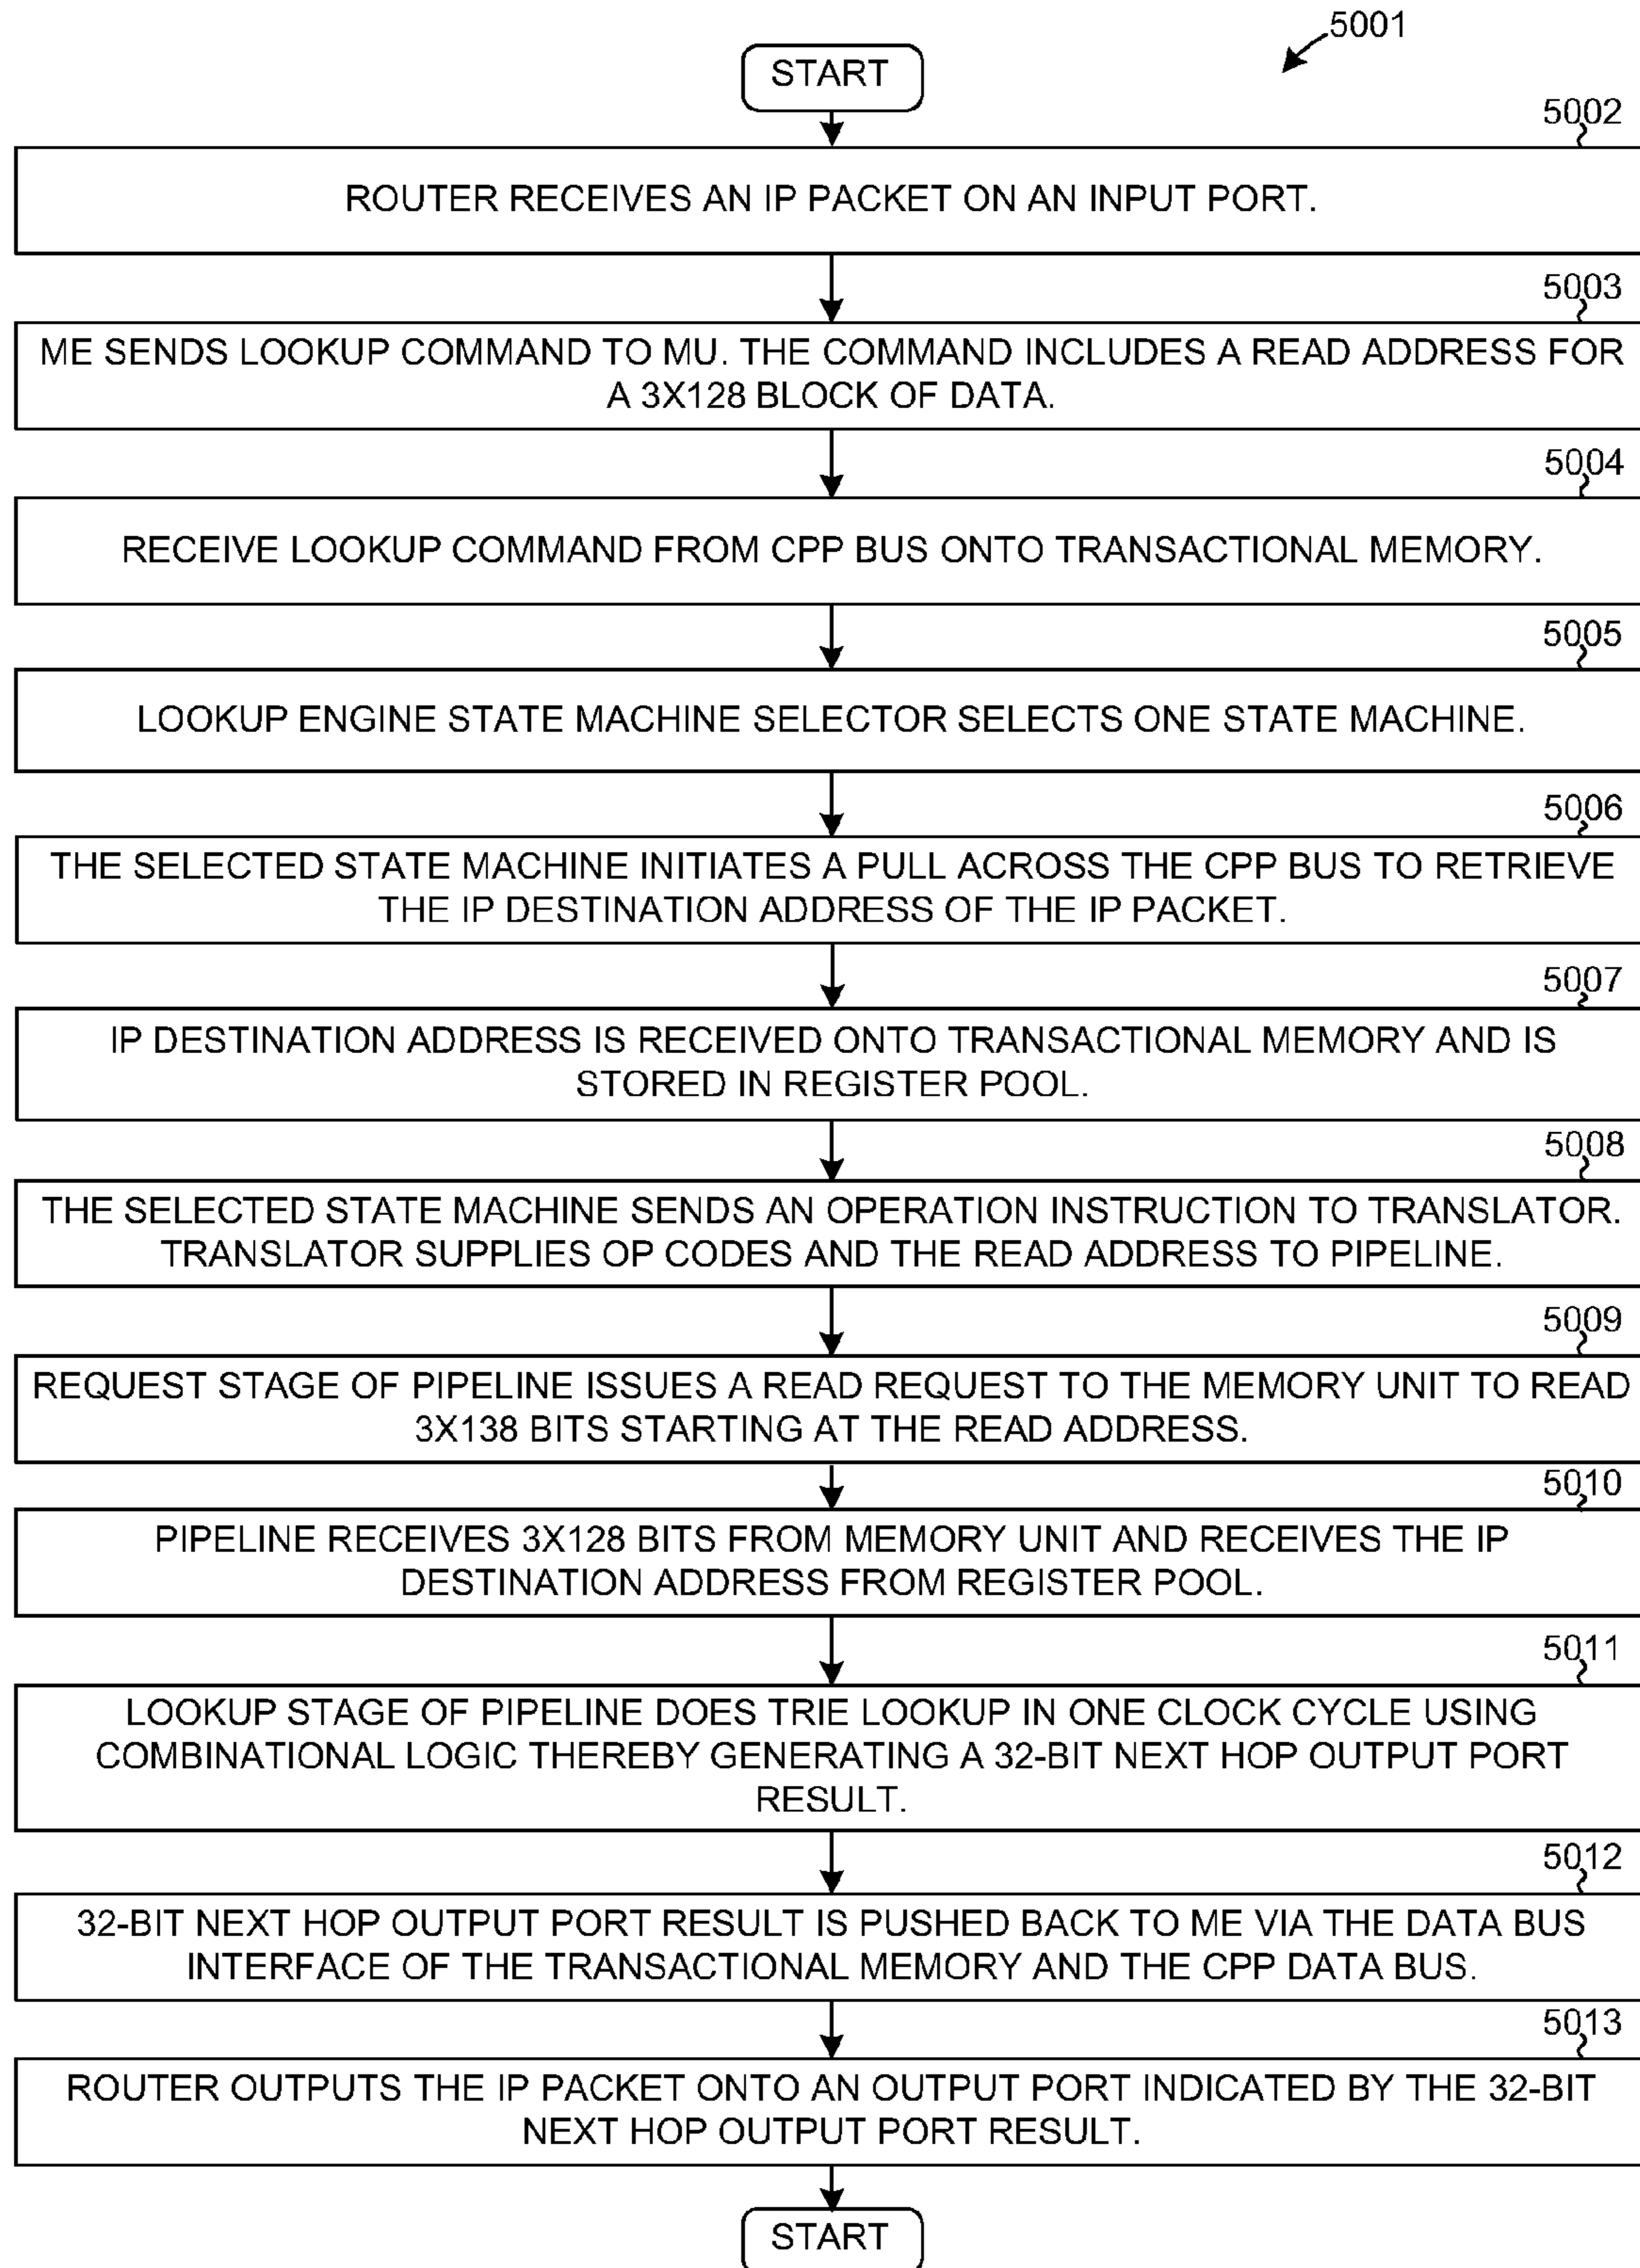 5001
START
5002
ROUTER RECEIVES AN IP PACKET ON AN INPUT PORT.
5003
ME SENDS LOOKUP COMMAND TO MU. THE COMMAND INCLUDES A READ ADDRESS FOR
A 3X128 BLOCK OF DATA.
5004
RECEIVE LOOKUP COMMAND FROM CPP BUS ONTO TRANSACTIONAL MEMORY.
5005
LOOKUP ENGINE STATE MACHINE SELECTOR SELECTS ONE STATE MACHINE.
5006
THE SELECTED STATE MACHINE INITIATES A PULL ACROSS THE CPP BUS TO RETRIEVE
THE IP DESTINATION ADDRESS OF THE IP PACKET.
5007
IP DESTINATION ADDRESS IS RECEIVED ONTO TRANSACTIONAL MEMORY AND IS
STORED IN REGISTER POOL.
5008
THE SELECTED STATE MACHINE SENDS AN OPERATION INSTRUCTION TO TRANSLATOR.
TRANSLATOR SUPPLIES OP CODES AND THE READ ADDRESS TO PIPELINE.
5009
REQUEST STAGE OF PIPELINE ISSUES A READ REQUEST TO THE MEMORY UNIT TO READ
3X138 BITS STARTING AT THE READ ADDRESS.
5010
PIPELINE RECEIVES 3X128 BITS FROM MEMORY UNIT AND RECEIVES THE IP
DESTINATION ADDRESS FROM REGISTER POOL.
5011
LOOKUP STAGE OF PIPELINE DOES TRIE LOOKUP IN ONE CLOCK CYCLE USING
COMBINATIONAL LOGIC THEREBY GENERATING A 32-BIT NEXT HOP OUTPUT PORT
RESULT.
5012
32-BIT NEXT HOP OUTPUT PORT RESULT IS PUSHED BACK TO ME VIA THE DATA BUS
INTERFACE OF THE TRANSACTIONAL MEMORY AND THE CPP DATA BUS.
5013
ROUTER OUTPUTS THE IP PACKET ONTO AN OUTPUT PORT INDICATED BY THE 32-BIT
NEXT HOP OUTPUT PORT RESULT.
START